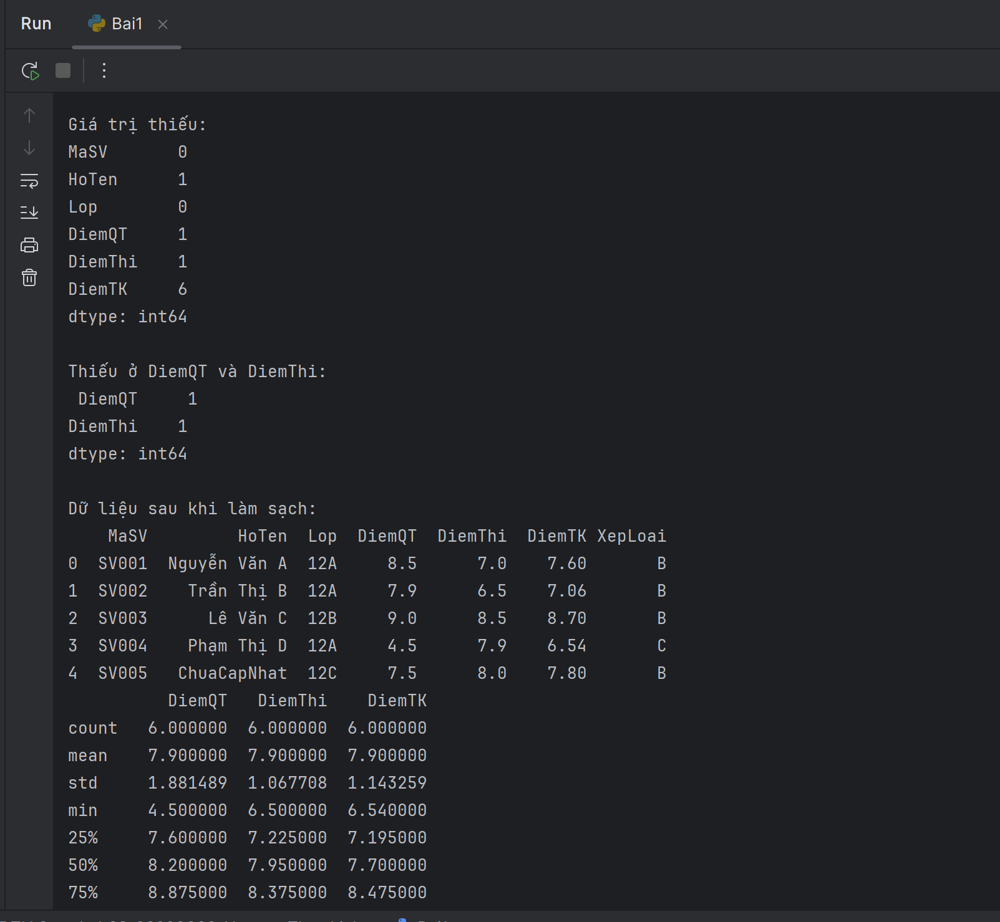 Run Bai1
Giá trị thiếu:
MaSV       0
HoTen      1
Lop        0
DiemQT     1
DiemThi    1
DiemTK     6
dtype: int64
Thiếu ở DiemQT và DiemThi:
 DiemQT     1
DiemThi    1
dtype: int64
Dữ liệu sau khi làm sạch:
    MaSV         HoTen  Lop  DiemQT  DiemThi  DiemTK XepLoai
0  SV001  Nguyễn Văn A  12A     8.5      7.0    7.60       B
1  SV002    Trần Thị B  12A     7.9      6.5    7.06       B
2  SV003      Lê Văn C  12B     9.0      8.5    8.70       B
3  SV004    Phạm Thị D  12A     4.5      7.9    6.54       C
4  SV005   ChuaCapNhat  12C     7.5      8.0    7.80       B
          DiemQT   DiemThi    DiemTK
count   6.000000  6.000000  6.000000
mean    7.900000  7.900000  7.900000
std     1.881489  1.067708  1.143259
min     4.500000  6.500000  6.540000
25%     7.600000  7.225000  7.195000
50%     8.200000  7.950000  7.700000
75%     8.875000  8.375000  8.475000